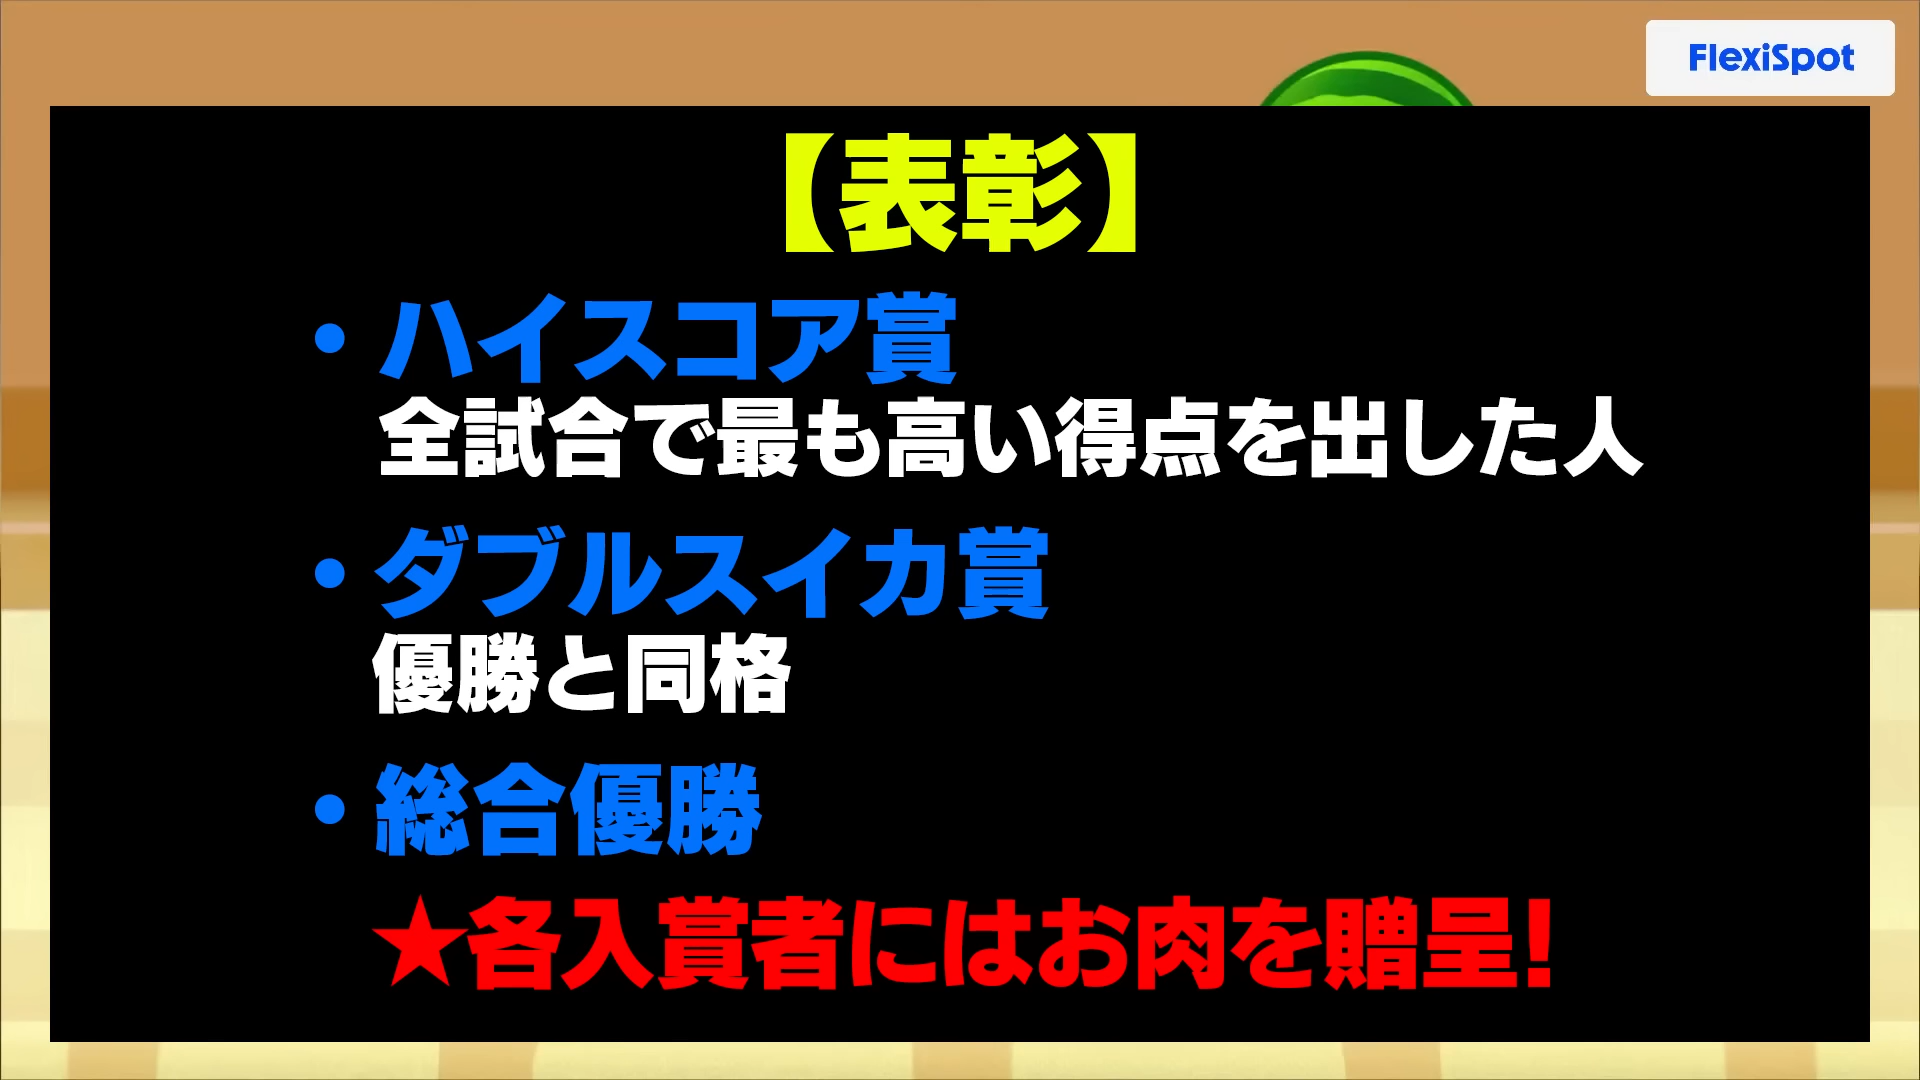 FlexiSpot
【表彰】
・ハイスコア賞
全試合で最も高い得点を出した人
・ダブルスイカ賞
優勝と同格
・総合優勝
★各入賞者にはお肉を贈呈!